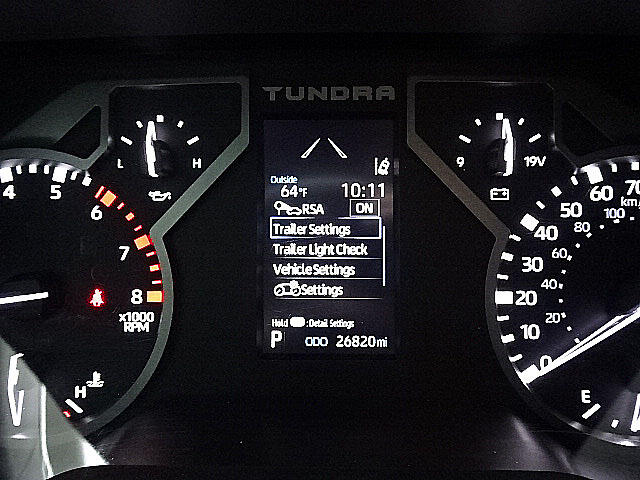 TUNDRA
L H
9 19V
Outside
64°F 10:11
RSA ON
Trailer Settings
Trailer Light Check
Vehicle Settings
Settings
Hold : Detail Settings
P ODO 26820 mi
4 5 6 7 8
x1000
RPM
H
0 10 20 30 40 50 60 70
km/
20 40 60 80 100
E